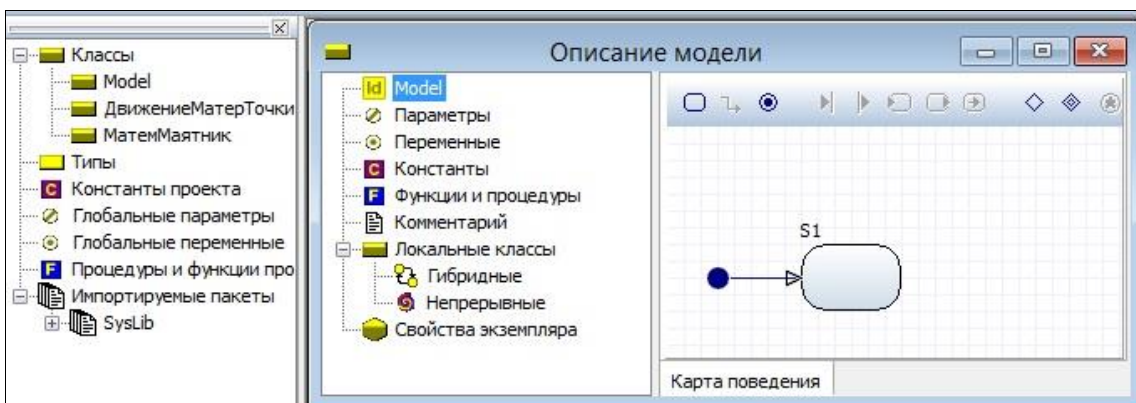 Классы
Model
ДвижениеМатерТочки
МатемМаятник
Типы
Константы проекта
Глобальные параметры
Глобальные переменные
Процедуры и функции про
Импортируемые пакеты
SysLib
Описание модели
Id Model
Параметры
Переменные
C Константы
F Функции и процедуры
Комментарий
Локальные классы
Гибридные
Непрерывные
Свойства экземпляра
S1
Карта поведения